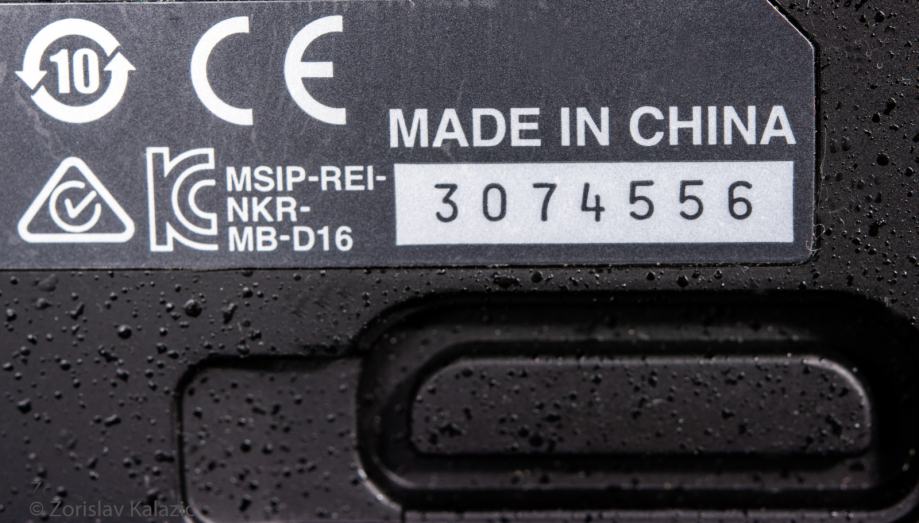 10
CE
MADE IN CHINA
MSIP-REI-
NKR-
MB-D16
3074556
© Zorislav Kalazic